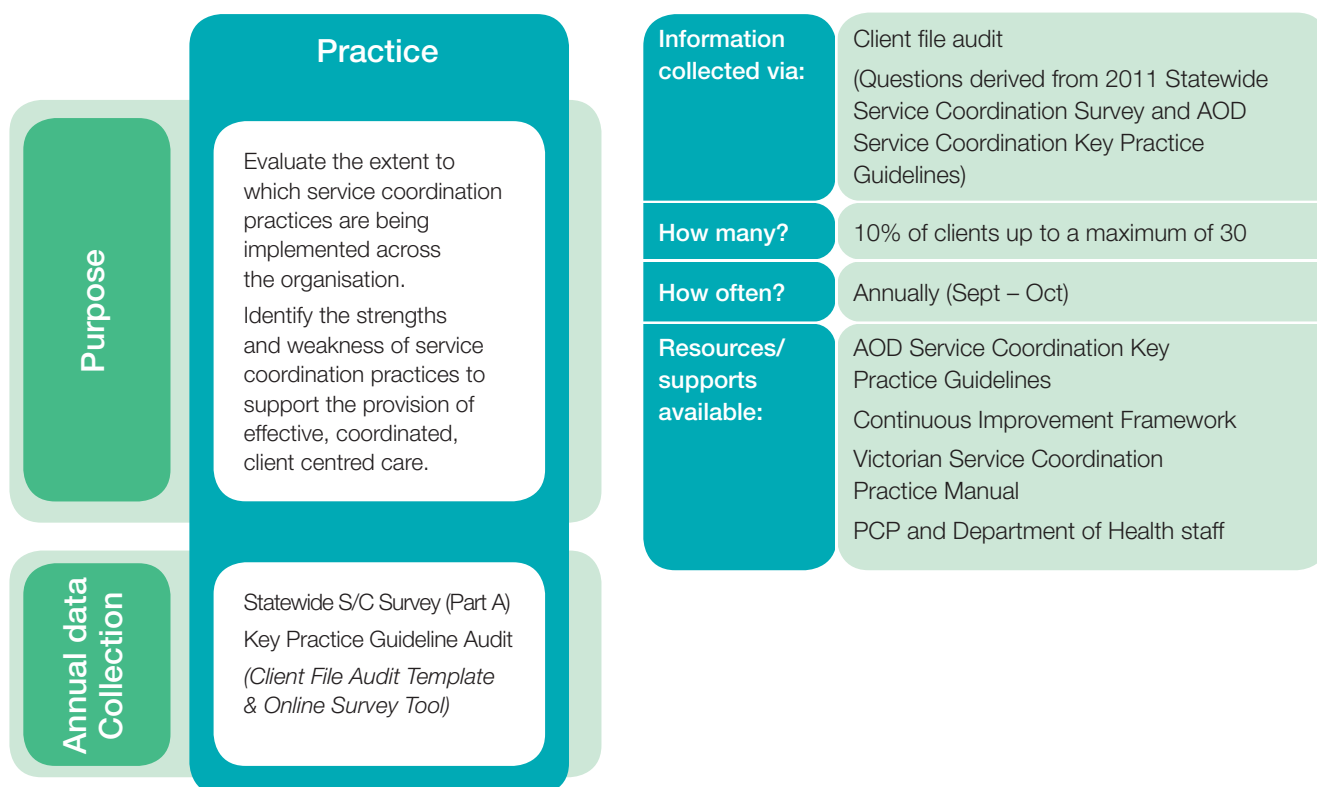 Practice
Purpose
Evaluate the extent to
which service coordination
practices are being
implemented across
the organisation.
Identify the strengths
and weakness of service
coordination practices to
support the provision of
effective, coordinated,
client centred care.
Annual data
Collection
Statewide S/C Survey (Part A)
Key Practice Guideline Audit
(Client File Audit Template
& Online Survey Tool)
Information
collected via:
Client file audit
(Questions derived from 2011 Statewide
Service Coordination Survey and AOD
Service Coordination Key Practice
Guidelines)
How many?
10% of clients up to a maximum of 30
How often?
Annually (Sept – Oct)
Resources/
supports
available:
AOD Service Coordination Key
Practice Guidelines
Continuous Improvement Framework
Victorian Service Coordination
Practice Manual
PCP and Department of Health staff